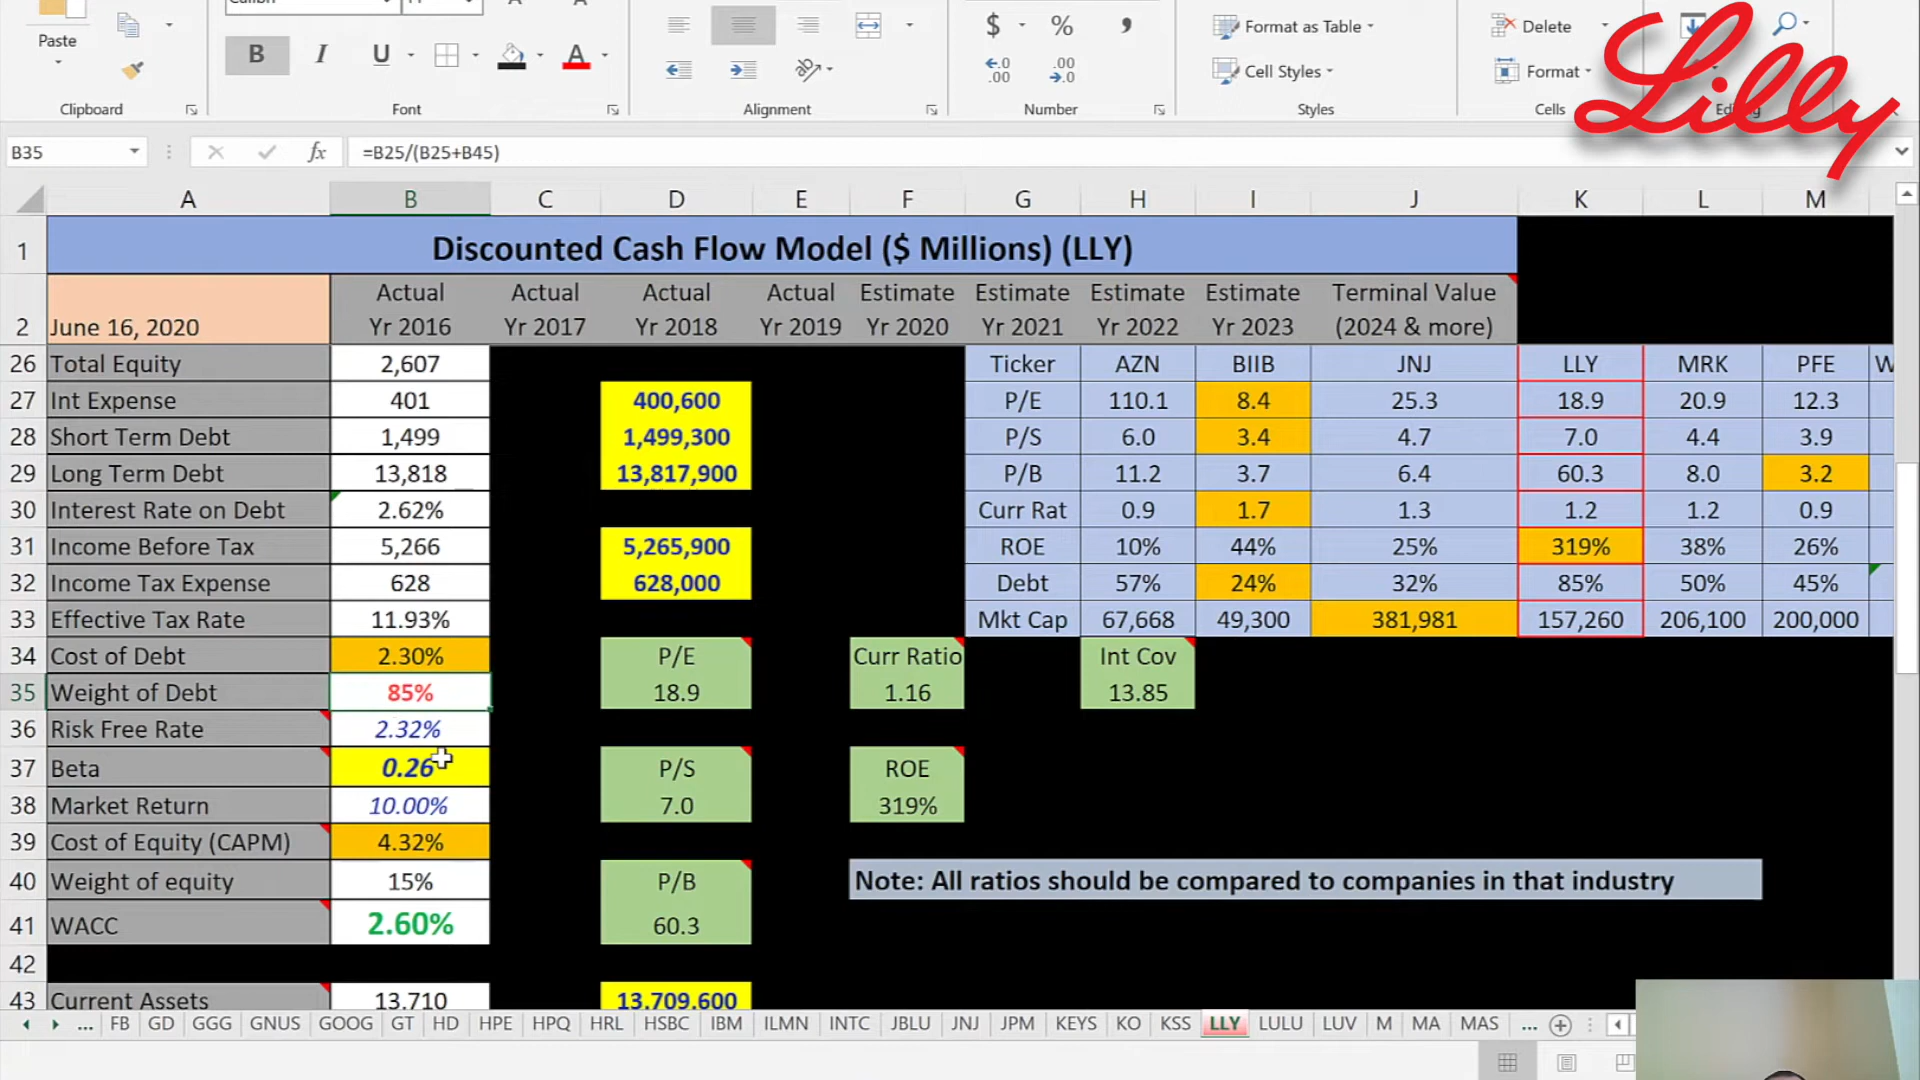 Calibri
Paste
B I U A
$ % ,
Format as Table
Cell Styles
Delete
Format
Lilly
Clipboard Font Alignment Number Styles Cells Editing
B35 fx =B25/(B25+B45)
A B C D E F G H I J K L M
1 Discounted Cash Flow Model ($ Millions) (LLY)
Actual Actual Actual Actual Estimate Estimate Estimate Estimate Terminal Value
2 June 16, 2020 Yr 2016 Yr 2017 Yr 2018 Yr 2019 Yr 2020 Yr 2021 Yr 2022 Yr 2023 (2024 & more)
26 Total Equity 2,607 Ticker AZN BIIB JNJ LLY MRK PFE
27 Int Expense 401 400,600 P/E 110.1 8.4 25.3 18.9 20.9 12.3
28 Short Term Debt 1,499 1,499,300 P/S 6.0 3.4 4.7 7.0 4.4 3.9
29 Long Term Debt 13,818 13,817,900 P/B 11.2 3.7 6.4 60.3 8.0 3.2
30 Interest Rate on Debt 2.62% Curr Rat 0.9 1.7 1.3 1.2 1.2 0.9
31 Income Before Tax 5,266 5,265,900 ROE 10% 44% 25% 319% 38% 26%
32 Income Tax Expense 628 628,000 Debt 57% 24% 32% 85% 50% 45%
33 Effective Tax Rate 11.93% Mkt Cap 67,668 49,300 381,981 157,260 206,100 200,000
34 Cost of Debt 2.30% P/E Curr Ratio Int Cov
35 Weight of Debt 85% 18.9 1.16 13.85
36 Risk Free Rate 2.32%
37 Beta 0.26 P/S ROE
38 Market Return 10.00% 7.0 319%
39 Cost of Equity (CAPM) 4.32%
40 Weight of equity 15% P/B Note: All ratios should be compared to companies in that industry
41 WACC 2.60% 60.3
42
43 Current Assets 13,710 13,709,600
... FB GD GGG GNUS GOOG GT HD HPE HPQ HRL HSBC IBM ILMN INTC JBLU JNJ JPM KEYS KO KSS LLY LULU LUV M MA MAS ...